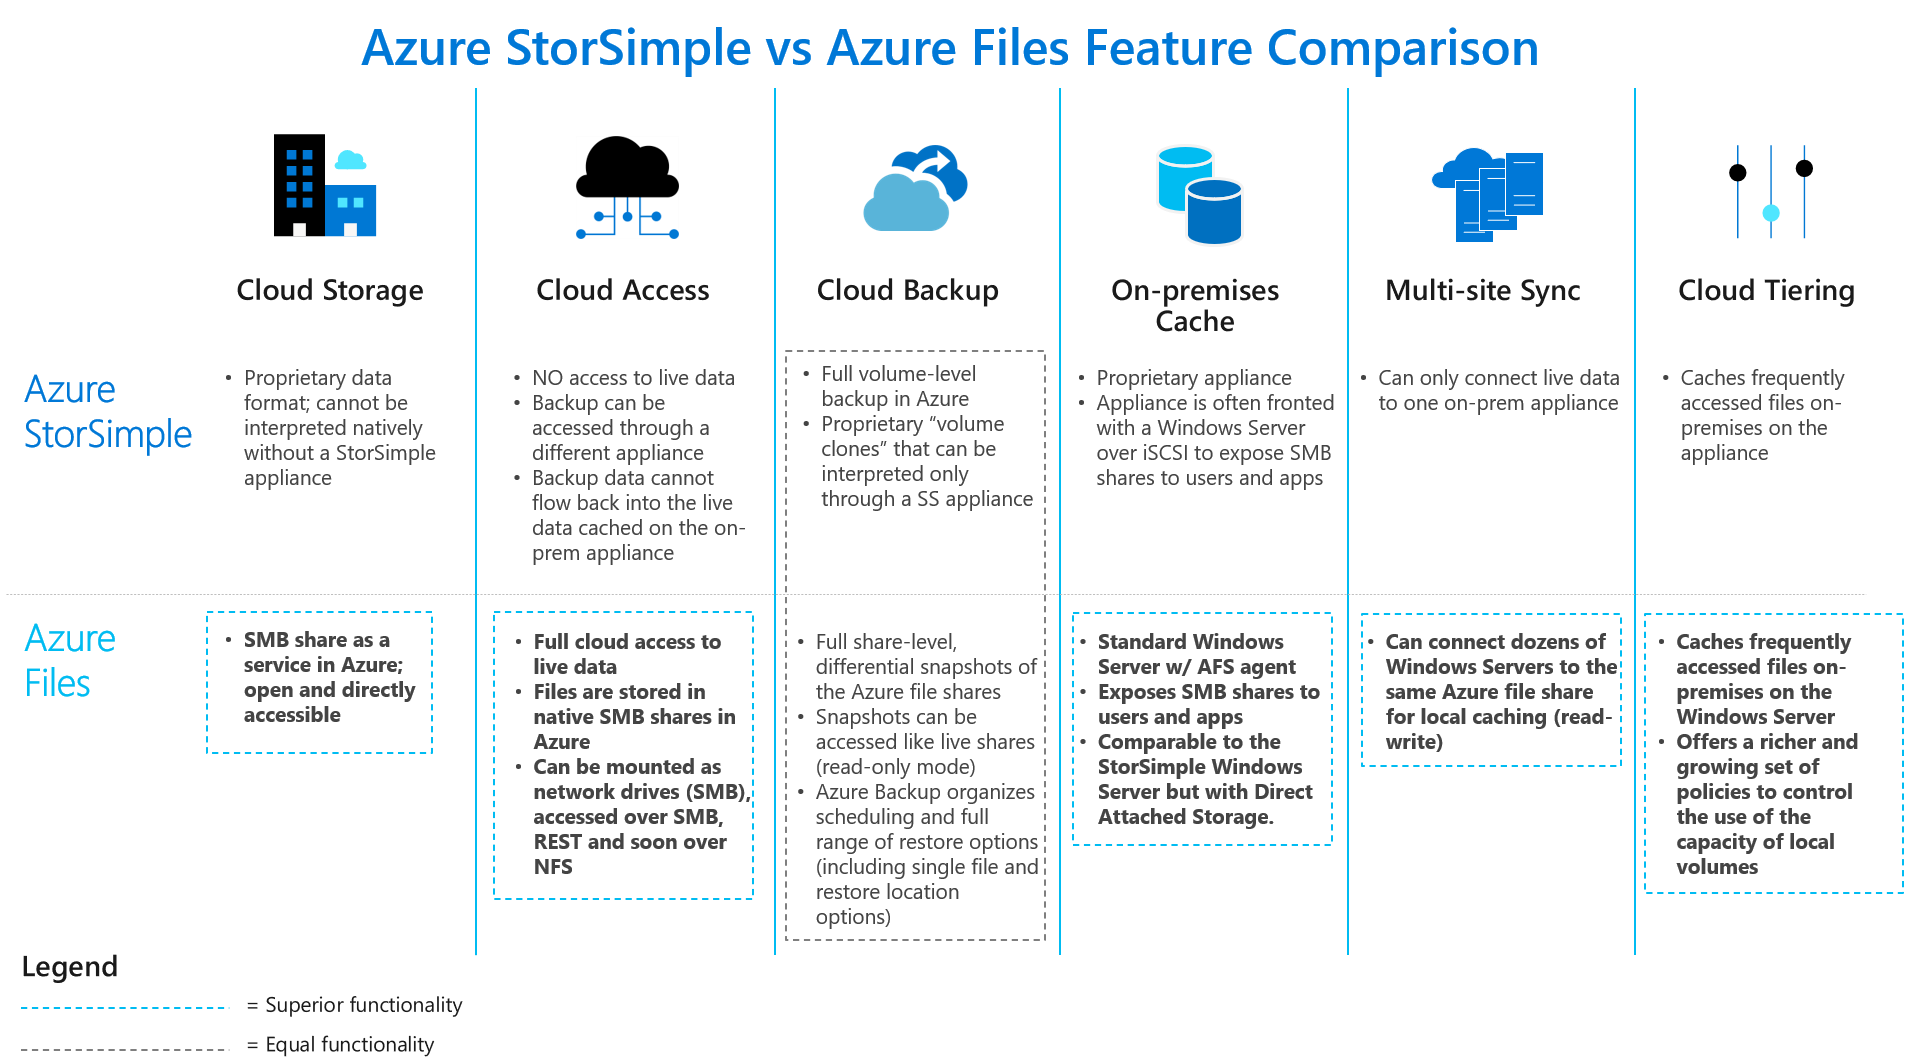 Azure StorSimple vs Azure Files Feature Comparison
Cloud Storage
Cloud Access
Cloud Backup
On-premises
Cache
Multi-site Sync
Cloud Tiering
Azure
StorSimple
• Proprietary data
format; cannot be
interpreted natively
without a StorSimple
appliance
• NO access to live data
• Backup can be
accessed through a
different appliance
• Backup data cannot
flow back into the live
data cached on the on-
prem appliance
• Full volume-level
backup in Azure
• Proprietary “volume
clones” that can be
interpreted only
through a SS appliance
• Proprietary appliance
• Appliance is often fronted
with a Windows Server
over iSCSI to expose SMB
shares to users and apps
• Can only connect live data
to one on-prem appliance
• Caches frequently
accessed files on-
premises on the
appliance
Azure
Files
• SMB share as a
service in Azure;
open and directly
accessible
• Full cloud access to
live data
• Files are stored in
native SMB shares in
Azure
• Can be mounted as
network drives (SMB),
accessed over SMB,
REST and soon over
NFS
• Full share-level,
differential snapshots of
the Azure file shares
• Snapshots can be
accessed like live shares
(read-only mode)
• Azure Backup organizes
scheduling and full
range of restore options
(including single file and
restore location
options)
• Standard Windows
Server w/ AFS agent
• Exposes SMB shares to
users and apps
• Comparable to the
StorSimple Windows
Server but with Direct
Attached Storage.
• Can connect dozens of
Windows Servers to the
same Azure file share
for local caching (read-
write)
• Caches frequently
accessed files on-
premises on the
Windows Server
• Offers a richer and
growing set of
policies to control
the use of the
capacity of local
volumes
Legend
= Superior functionality
= Equal functionality